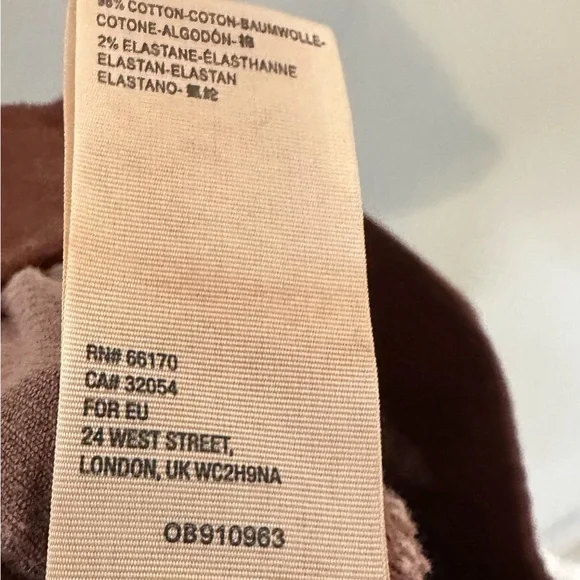 98% COTTON-COTON-BAUMWOLLE-
COTONE-ALGODÓN-棉
2% ELASTANE-ÉLASTHANNE
ELASTAN-ELASTAN
ELASTANO-
RN# 66170
CA# 32054
FOR EU
24 WEST STREET,
LONDON, UK WC2H9NA
OB910963